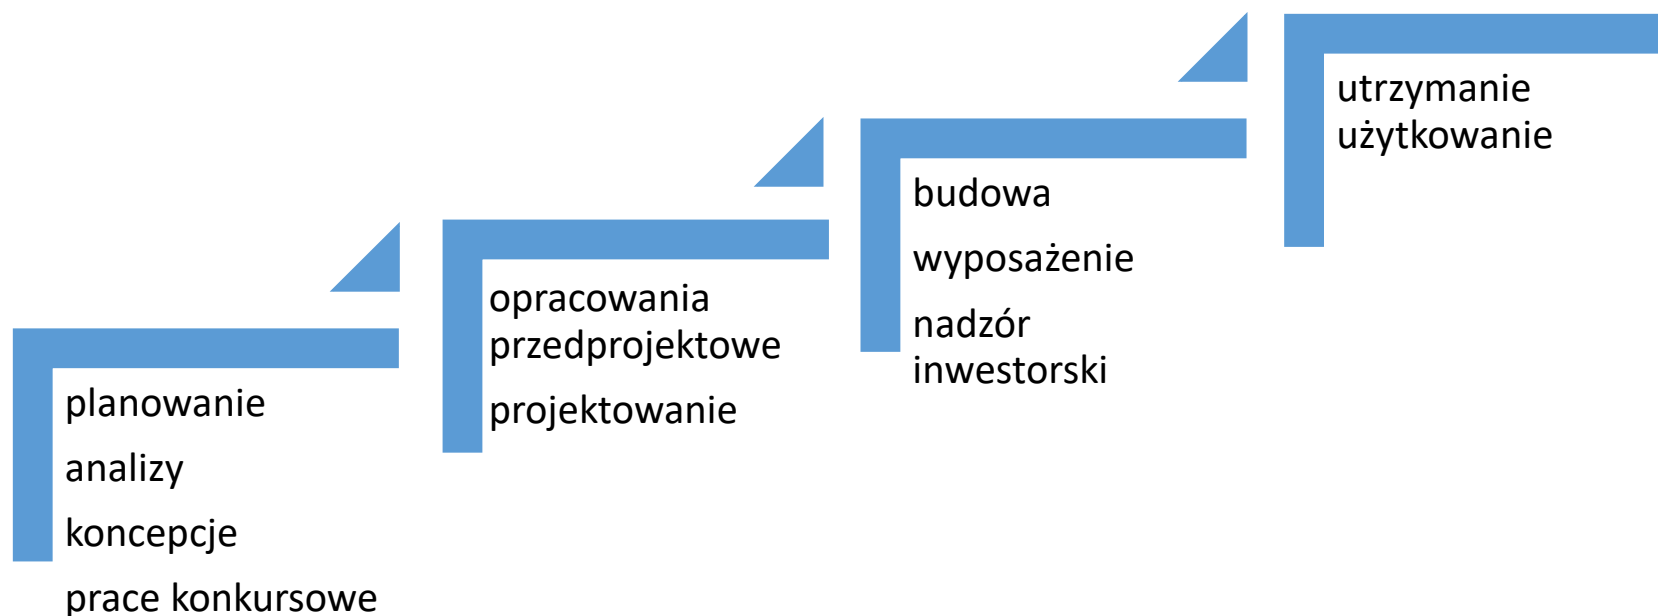 planowanie
analizy
koncepcje
prace konkursowe
opracowania
przedprojektowe
projektowanie
budowa
wyposażenie
nadzór
inwestorski
utrzymanie
użytkowanie